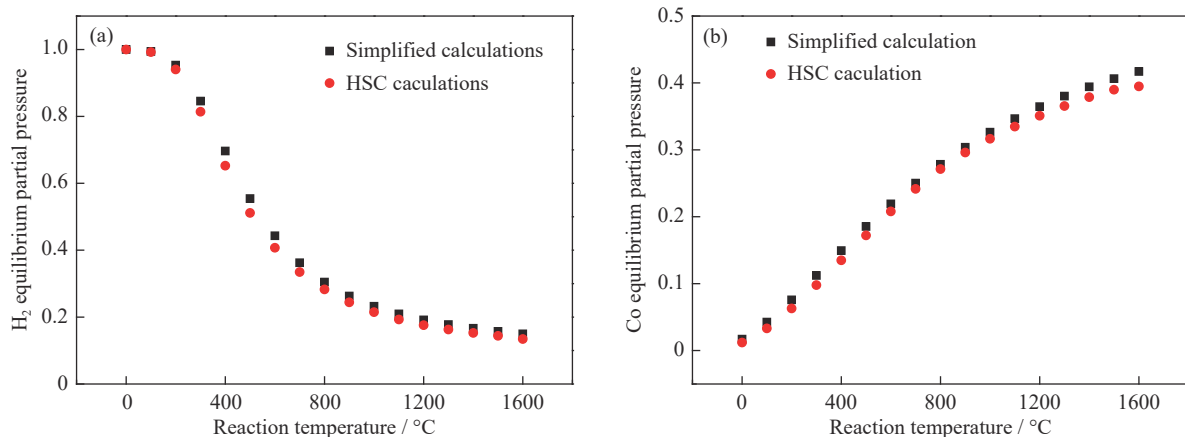 (a)
Simplified calculations
HSC caculations
H₂ equilibrium partial pressure
1.0
0.8
0.6
0.4
0.2
0
0 400 800 1200 1600
Reaction temperature / °C
(b)
Simplified calculation
HSC caculation
Co equilibrium partial pressure
0.5
0.4
0.3
0.2
0.1
0
0 400 800 1200 1600
Reaction temperature / °C